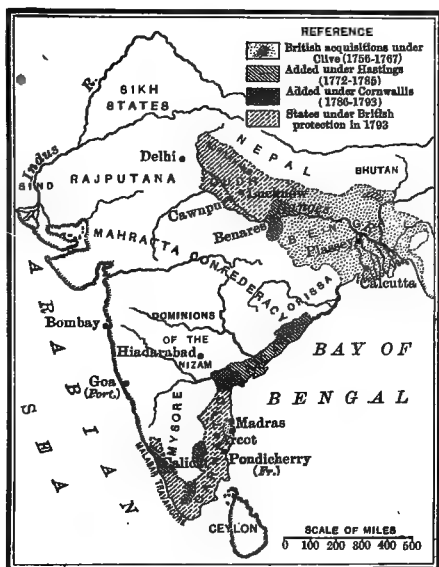 REFERENCE
British acquisitions under
Clive (1756-1767)
Added under Hastings
(1772-1785)
Added under Cornwallis
(1786-1793)
States under British
protection in 1793
SIKH
STATES
Indus R.
SIND
Delhi
RAJPUTANA
NEPAL
BHUTAN
Lucknow
Cawnpur
Ganges
Benares
BENGAL
Plassey
Calcutta
MAHRATTA CONFEDERACY
ORISSA
Bombay
DOMINIONS
OF THE
Hiadarabad
NIZAM
BAY OF
BENGAL
ARABIAN
SEA
Goa
(Port.)
MYSORE
Madras
Arcot
Calicut
Pondicherry
(Fr.)
MALABAR
TRAVANCORE
CEYLON
SCALE OF MILES
0 100 200 300 400 500